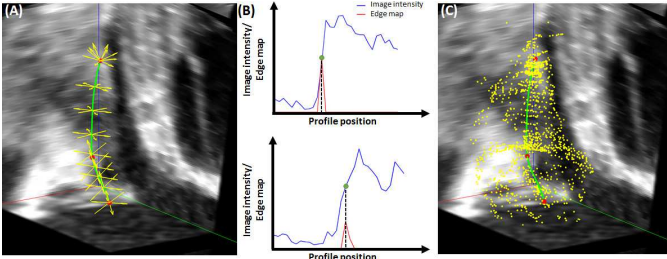 (A)
(B)
Image intensity
Edge map
Image intensity/
Edge map
Profile position
Image intensity/
Edge map
Profile position
(C)